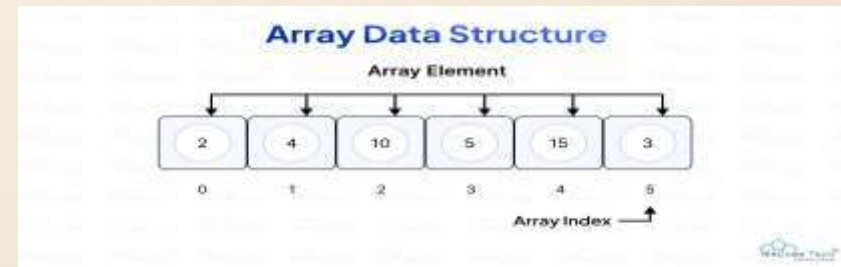 Array Data Structure
Array Element
2 4 10 5 15 3
0 1 2 3 4 5
Array Index